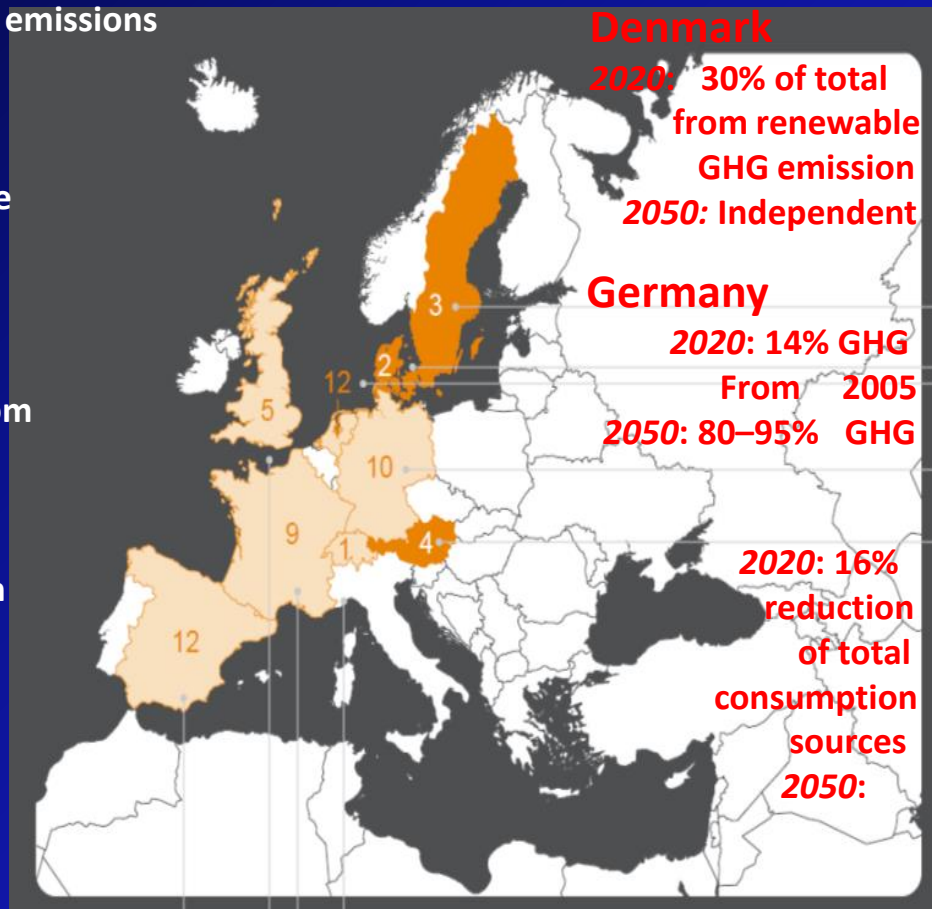 emissions
Denmark
2020: 30% of total
from renewable
GHG emission
2050: Independent
e
Germany
2020: 14% GHG
From 2005
2050: 80–95% GHG
om
2020: 16%
reduction
of total
consumption
sources
2050:
n
3
2
12
5
10
9
1
4
12